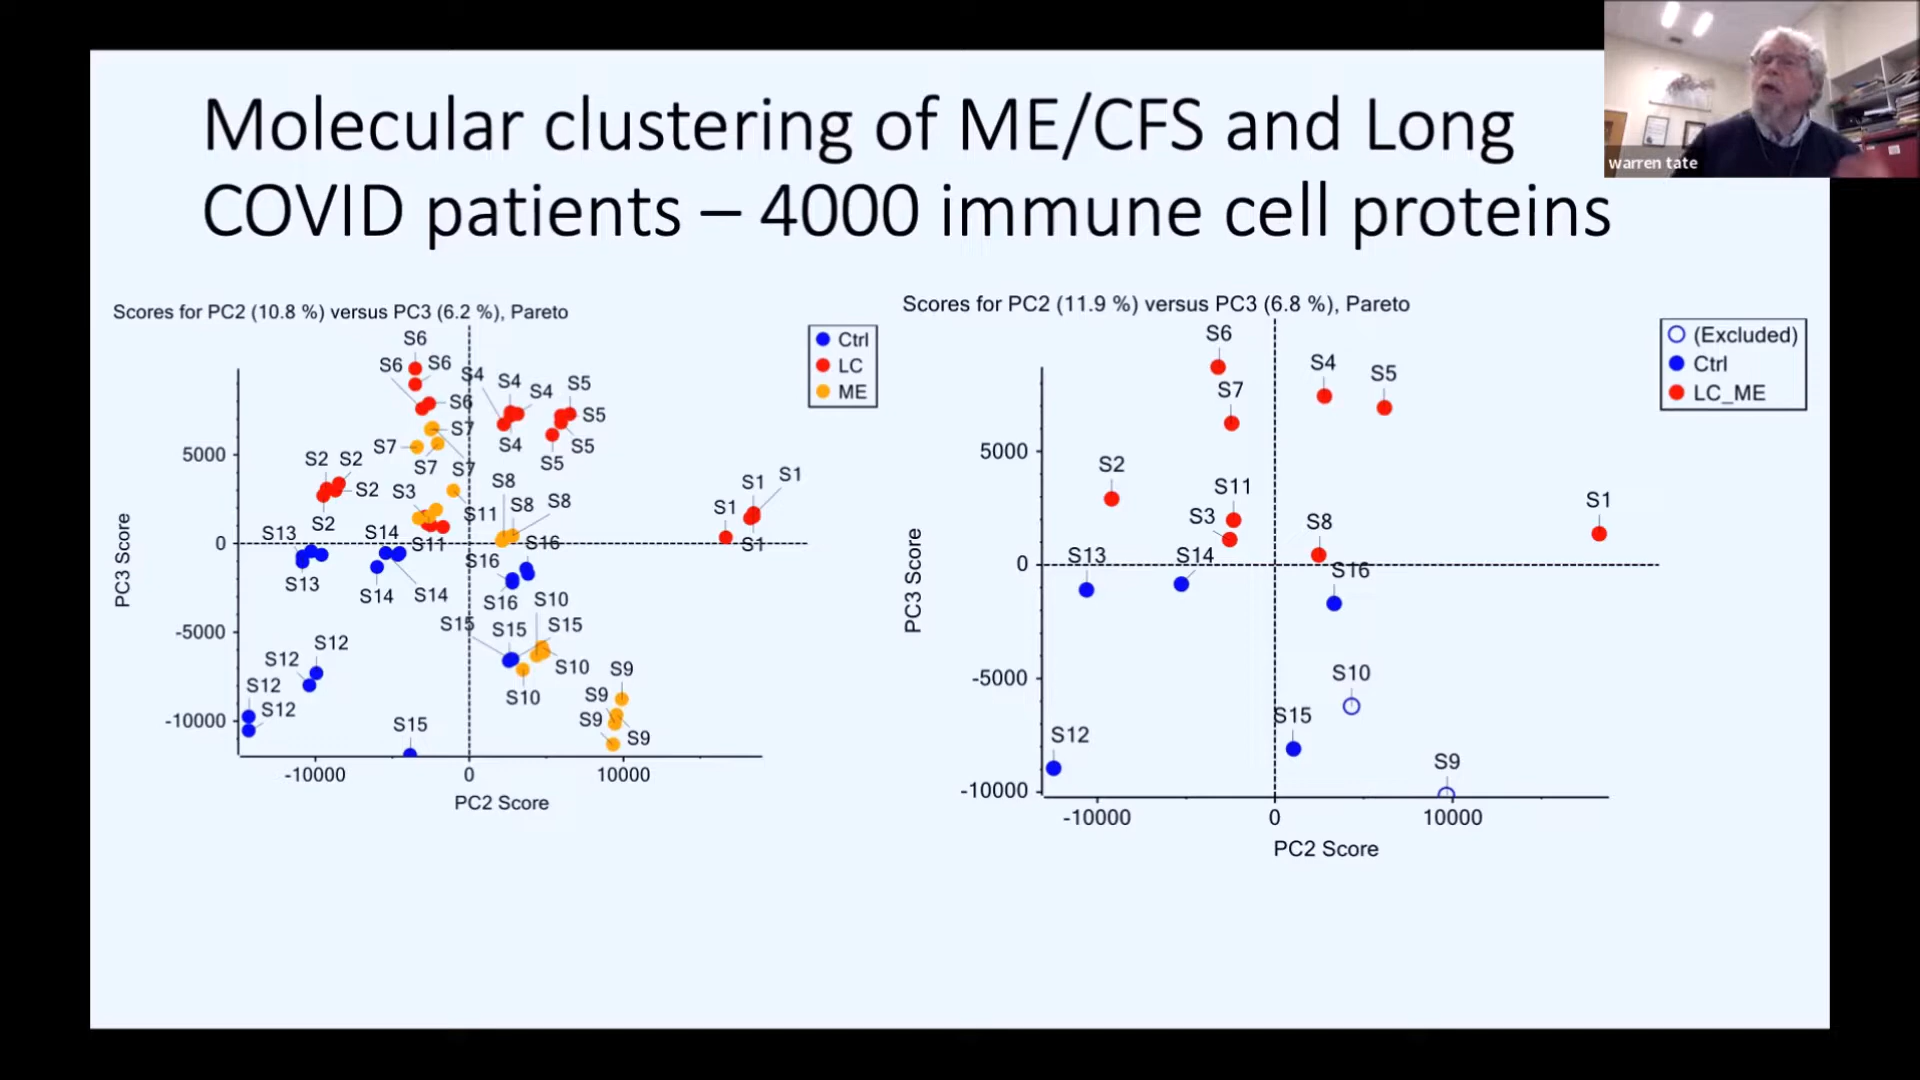 Molecular clustering of ME/CFS and Long
COVID patients – 4000 immune cell proteins
warren tate
Scores for PC2 (10.8 %) versus PC3 (6.2 %), Pareto
Ctrl
LC
ME
S6
S6
S6
S6
S4
S4
S4
S4
S5
S5
S5
S5
S7
S7
S7
S7
S2
S2
S2
S2
S3
S8
S8
S8
S11
S11
S1
S1
S1
S1
S13
S13
S14
S14
S14
S16
S16
S16
S10
S10
S10
S15
S15
S15
S15
S12
S12
S12
S12
S9
S9
S9
S9
5000
0
-5000
-10000
PC3 Score
-10000
0
10000
PC2 Score
Scores for PC2 (11.9 %) versus PC3 (6.8 %), Pareto
(Excluded)
Ctrl
LC_ME
S6
S4
S5
S7
S2
S11
S3
S8
S1
S13
S14
S16
S10
S15
S12
S9
5000
0
-5000
-10000
PC3 Score
-10000
0
10000
PC2 Score